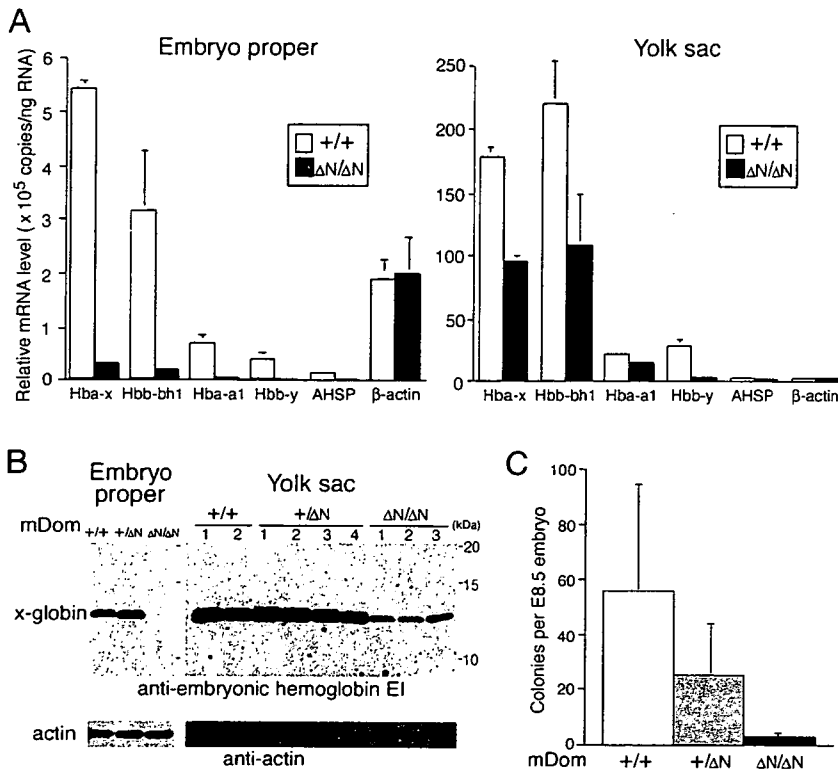 A
Embryo proper
Yolk sac
Relative mRNA level ( x 10⁵ copies/ng RNA)
6
5
4
3
2
1
0
+/+
ΔN/ΔN
Hba-x Hbb-bh1 Hba-a1 Hbb-y AHSP β-actin
250
200
150
100
50
0
+/+
ΔN/ΔN
Hba-x Hbb-bh1 Hba-a1 Hbb-y AHSP β-actin
B
Embryo proper
Yolk sac
mDom +/+ +/ΔN ΔN/ΔN
+/+ +/ΔN ΔN/ΔN
1 2 1 2 3 4 1 2 3 (kDa)
-20
-15
x-globin
-10
anti-embryonic hemoglobin EI
actin
anti-actin
C
Colonies per E8.5 embryo
100
80
60
40
20
0
mDom +/+ +/ΔN ΔN/ΔN